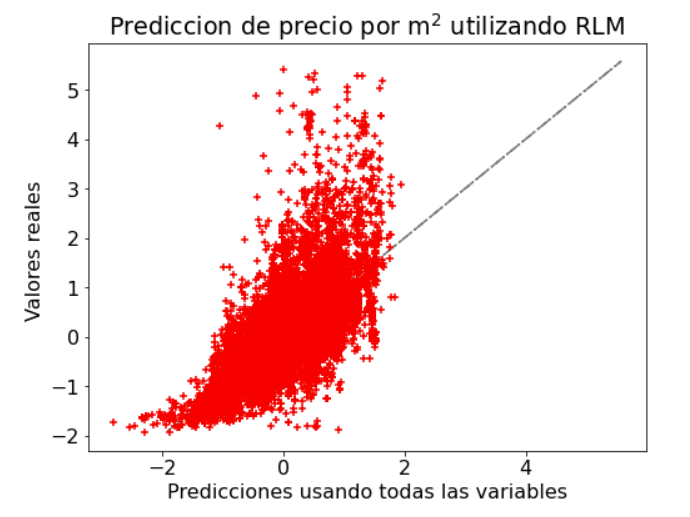 Prediccion de precio por m² utilizando RLM
Valores reales
5
4
3
2
1
0
−1
−2
−2 0 2 4
Predicciones usando todas las variables